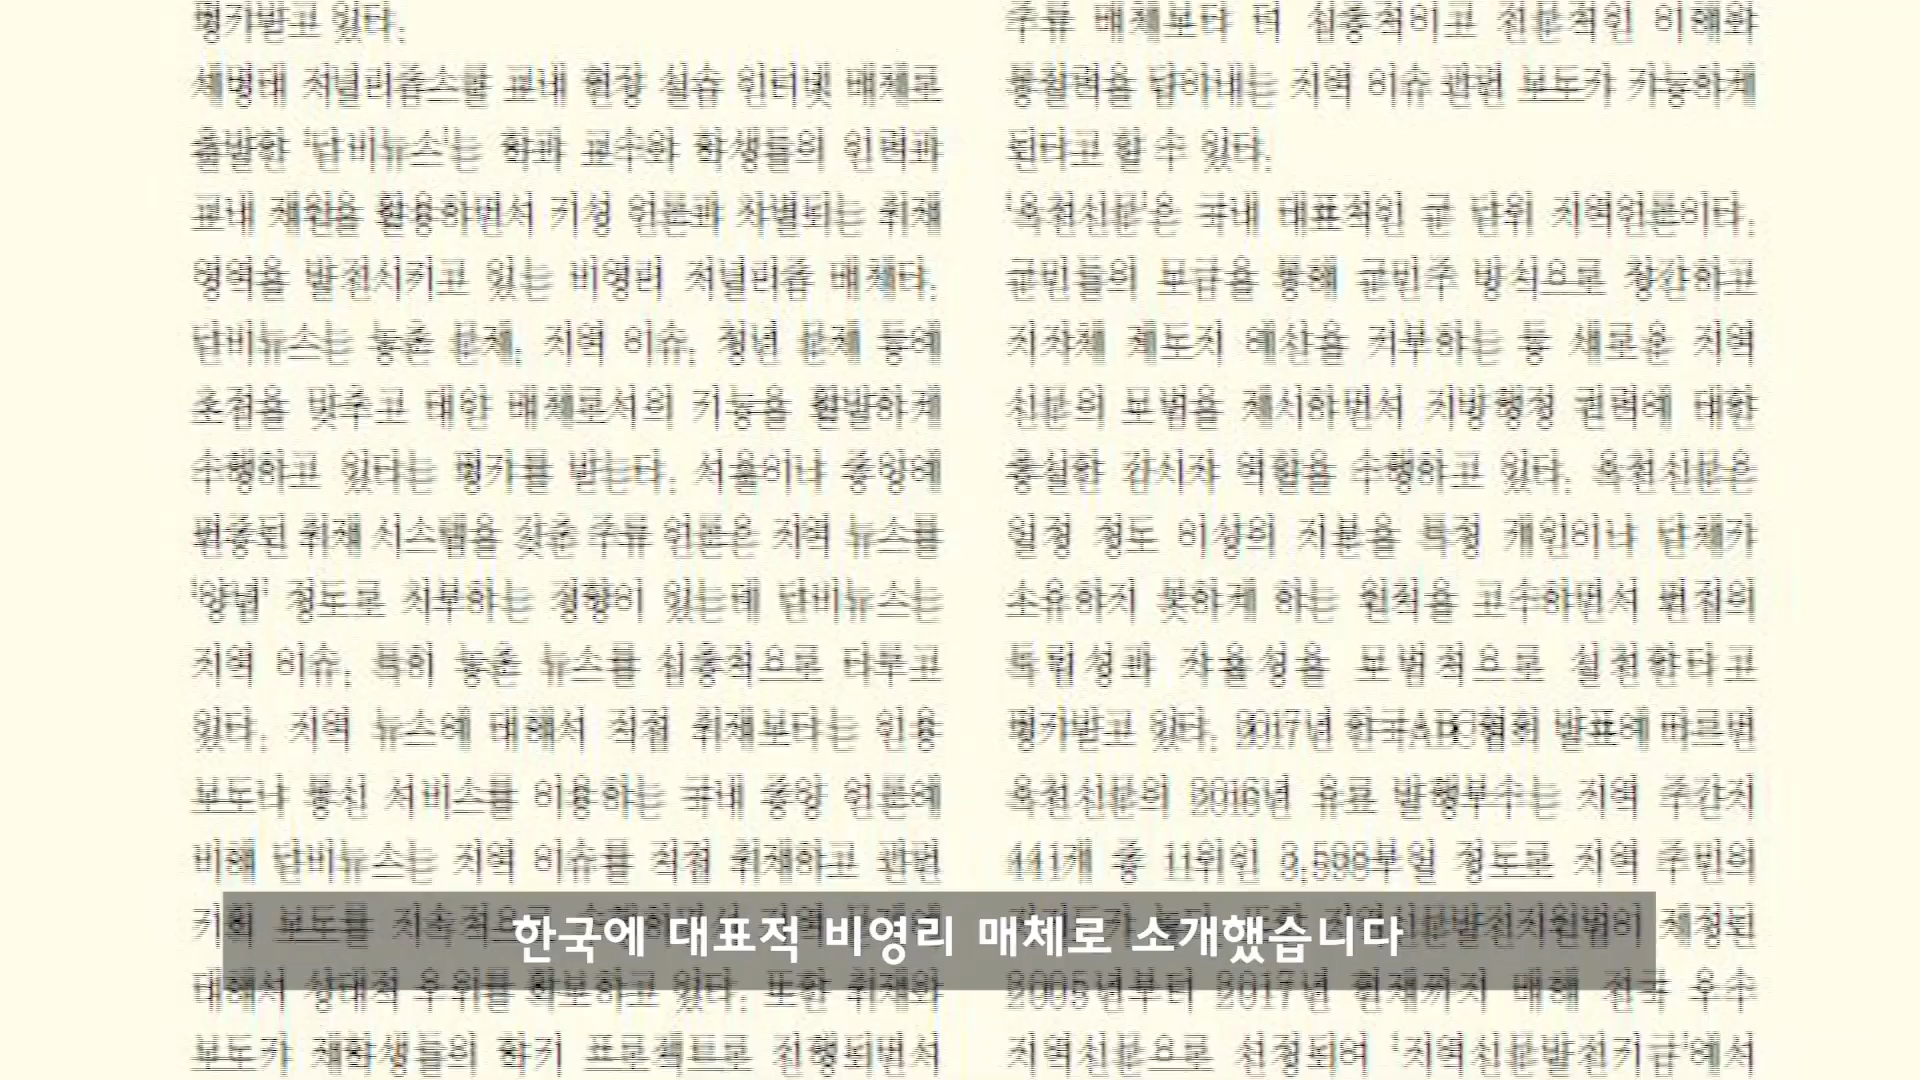 평가받고 있다.
세명대 저널리즘스쿨 교내 현장 실습 인터넷 매체로
출발한 '단비뉴스'는 학과 교수와 학생들의 인력과
교내 재원을 활용하면서 기성 언론과 차별되는 취재
영역을 발전시키고 있는 비영리 저널리즘 매체다.
단비뉴스는 농촌 문제, 지역 이슈, 청년 문제 등에
초점을 맞추고 대안 매체로서의 기능을 활발하게
수행하고 있다는 평가를 받는다. 서울이나 중앙에
편중된 취재 시스템을 갖춘 주류 언론은 지역 뉴스를
'양념' 정도로 치부하는 경향이 있는데 단비뉴스는
지역 이슈, 특히 농촌 뉴스를 심층적으로 다루고
있다. 지역 뉴스에 대해서 직접 취재보다는 인용
보도나 통신 서비스를 이용하는 국내 중앙 언론에
비해 단비뉴스는 지역 이슈를 직접 취재하고 관련
기획 보도를 지속적으로
대해서 상대적 우위를 확보하고 있다. 또한 취재와
보도가 재학생들의 학기 프로젝트로 진행되면서
주류 매체보다 더 심층적이고 전문적인 이해와
통찰력을 담아내는 지역 이슈 관련 보도가 가능하게
된다고 할 수 있다.
'옥천신문'은 국내 대표적인 군 단위 지역언론이다.
군민들의 모금을 통해 군민주 방식으로 창간하고
지자체 계도지 예산을 거부하는 등 새로운 지역
신문의 모범을 제시하면서 지방행정 권력에 대한
충실한 감시자 역할을 수행하고 있다. 옥천신문은
일정 정도 이상의 지분을 특정 개인이나 단체가
소유하지 못하게 하는 원칙을 고수하면서 편집의
독립성과 자율성을 모범적으로 실천한다고
평가받고 있다. 2017년 한국ABC협회 발표에 따르면
옥천신문의 2016년 유료 발행부수는 지역 주간지
441개 중 11위인 정도로 지역 주민의
지역신문발전지원법이 제정된
2005년부터 2017년 현재까지 매해 전국 우수
지역신문으로 선정되어 '지역신문발전기금'에서
한국에 대표적 비영리 매체로 소개했습니다